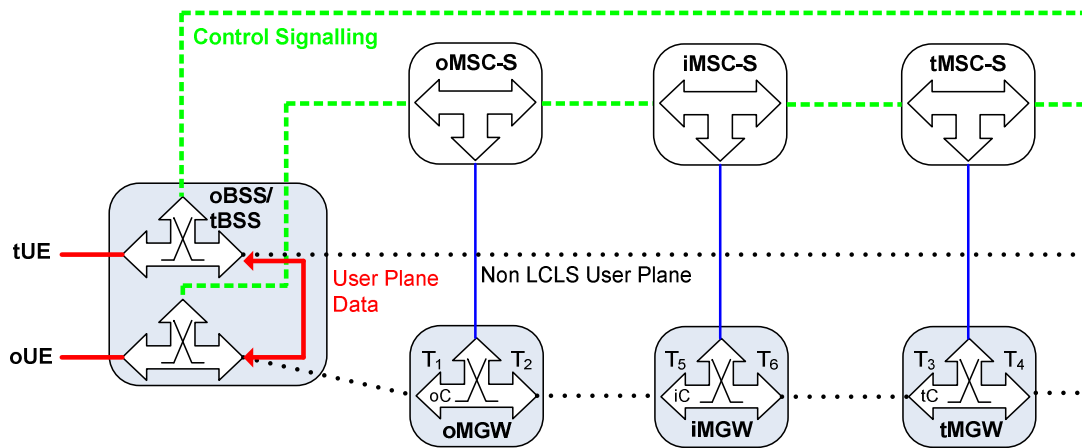 Control Signalling
oMSC-S
iMSC-S
tMSC-S
oBSS/
tBSS
tUE
User Plane
Data
Non LCLS User Plane
oUE
T1
T2
T5
T6
T3
T4
oC
iC
tC
oMGW
iMGW
tMGW